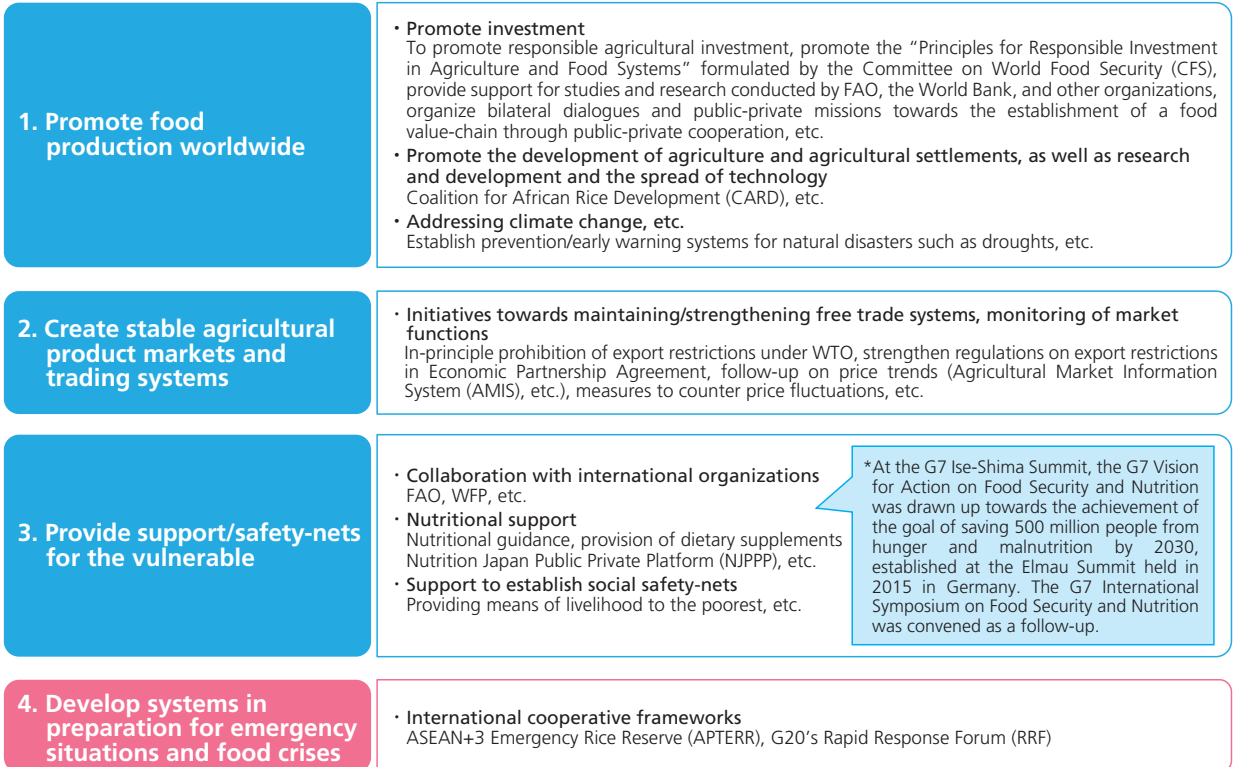 1. Promote food
production worldwide
・Promote investment
To promote responsible agricultural investment, promote the “Principles for Responsible Investment
in Agriculture and Food Systems” formulated by the Committee on World Food Security (CFS),
provide support for studies and research conducted by FAO, the World Bank, and other organizations,
organize bilateral dialogues and public-private missions towards the establishment of a food
value-chain through public-private cooperation, etc.
・Promote the development of agriculture and agricultural settlements, as well as research
and development and the spread of technology
Coalition for African Rice Development (CARD), etc.
・Addressing climate change, etc.
Establish prevention/early warning systems for natural disasters such as droughts, etc.
2. Create stable agricultural
product markets and
trading systems
・Initiatives towards maintaining/strengthening free trade systems, monitoring of market
functions
In-principle prohibition of export restrictions under WTO, strengthen regulations on export restrictions
in Economic Partnership Agreement, follow-up on price trends (Agricultural Market Information
System (AMIS), etc.), measures to counter price fluctuations, etc.
3. Provide support/safety-nets
for the vulnerable
・Collaboration with international organizations
FAO, WFP, etc.
・Nutritional support
Nutritional guidance, provision of dietary supplements
Nutrition Japan Public Private Platform (NJPPP), etc.
・Support to establish social safety-nets
Providing means of livelihood to the poorest, etc.
*At the G7 Ise-Shima Summit, the G7 Vision
for Action on Food Security and Nutrition
was drawn up towards the achievement of
the goal of saving 500 million people from
hunger and malnutrition by 2030,
established at the Elmau Summit held in
2015 in Germany. The G7 International
Symposium on Food Security and Nutrition
was convened as a follow-up.
4. Develop systems in
preparation for emergency
situations and food crises
・International cooperative frameworks
ASEAN+3 Emergency Rice Reserve (APTERR), G20’s Rapid Response Forum (RRF)